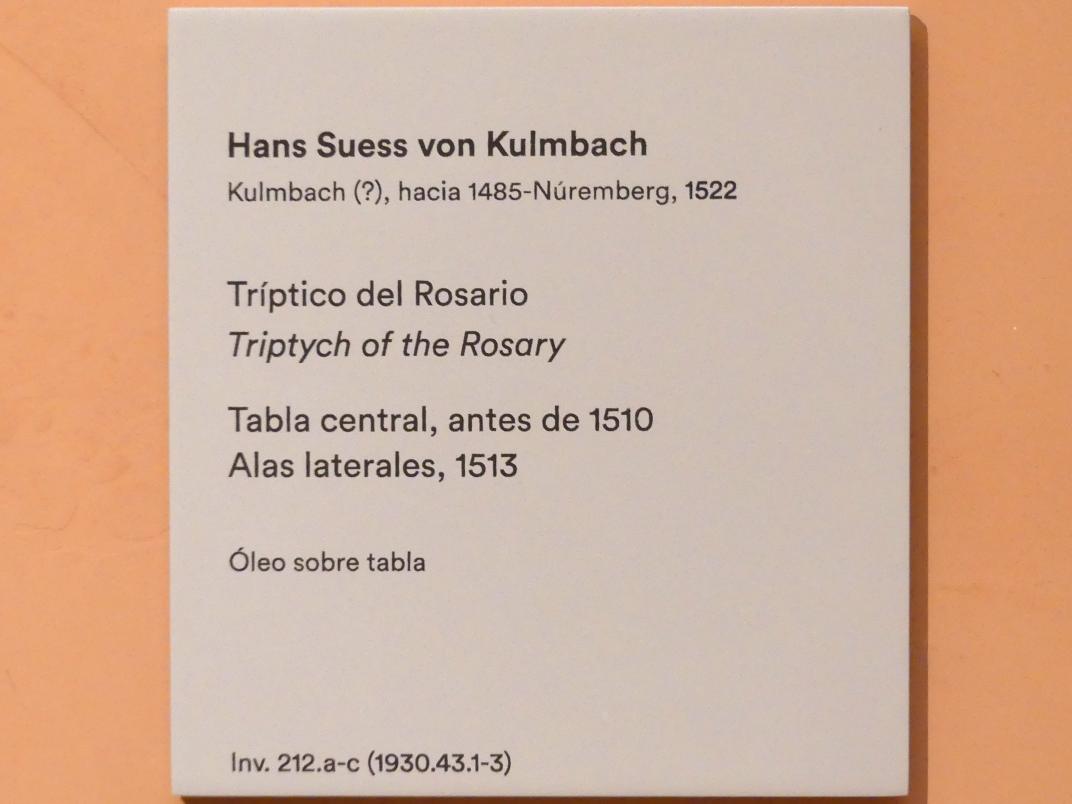 Hans Suess von Kulmbach
Kulmbach (?), hacia 1485-Núremberg, 1522
Tríptico del Rosario
Triptych of the Rosary
Tabla central, antes de 1510
Alas laterales, 1513
Óleo sobre tabla
Inv. 212.a-c (1930.43.1-3)